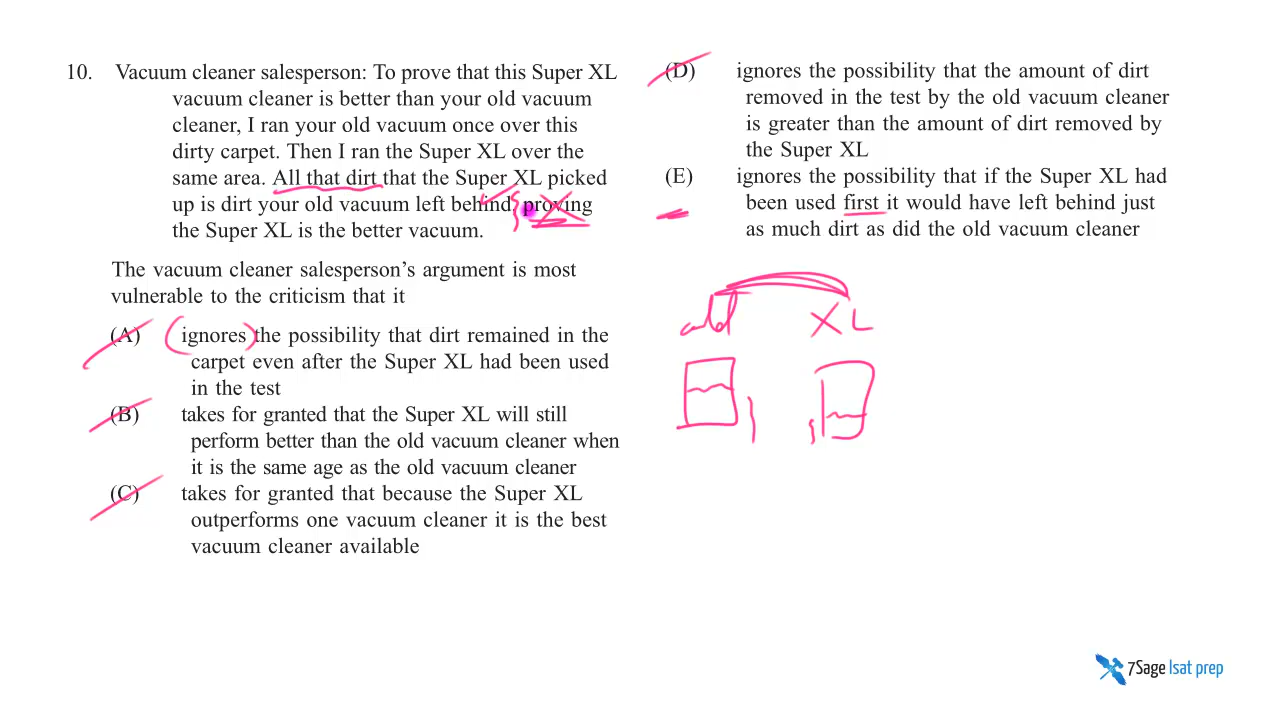 10. Vacuum cleaner salesperson: To prove that this Super XL
vacuum cleaner is better than your old vacuum
cleaner, I ran your old vacuum once over this
dirty carpet. Then I ran the Super XL over the
same area. All that dirt that the Super XL picked
up is dirt your old vacuum left behind, proving
the Super XL is the better vacuum.
The vacuum cleaner salesperson's argument is most
vulnerable to the criticism that it
(A) ignores the possibility that dirt remained in the
carpet even after the Super XL had been used
in the test
(B) takes for granted that the Super XL will still
perform better than the old vacuum cleaner when
it is the same age as the old vacuum cleaner
(C) takes for granted that because the Super XL
outperforms one vacuum cleaner it is the best
vacuum cleaner available
(D) ignores the possibility that the amount of dirt
removed in the test by the old vacuum cleaner
is greater than the amount of dirt removed by
the Super XL
(E) ignores the possibility that if the Super XL had
been used first it would have left behind just
as much dirt as did the old vacuum cleaner
old XL
7Sage lsat prep